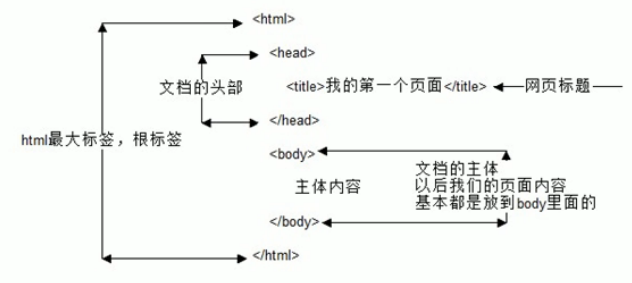 <html>
<head>
文档的头部
<title>我的第一个页面</title>
网页标题
</head>
html最大标签，根标签
<body>
主体内容
文档的主体
以后我们的页面内容
基本都是放到body里面的
</body>
</html>